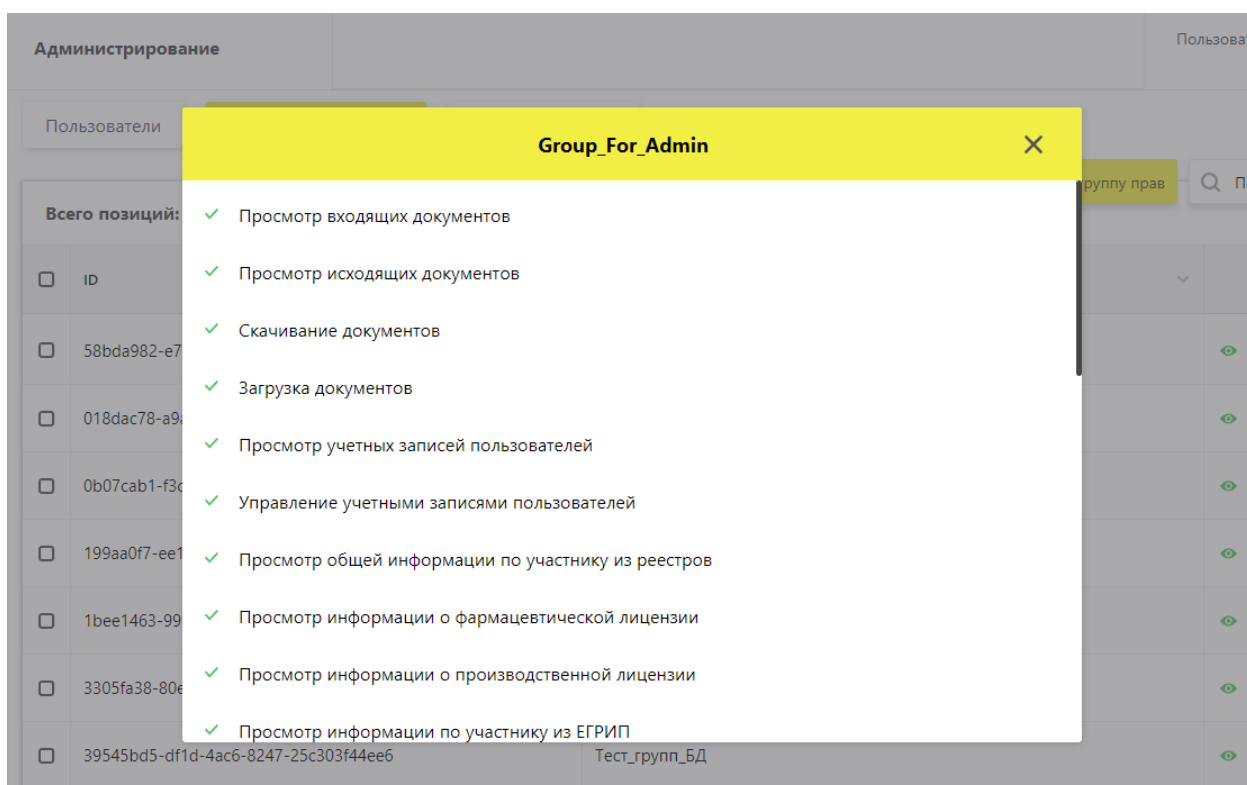 Администрирование
Пользователи
Group_For_Admin
руппу прав
Всего позиций:
Просмотр входящих документов
ID
Просмотр исходящих документов
Скачивание документов
58bda982-e7
Загрузка документов
018dac78-a9
Просмотр учетных записей пользователей
0b07cab1-f3
Управление учетными записями пользователей
199aa0f7-ee1
Просмотр общей информации по участнику из реестров
1bee1463-99
Просмотр информации о фармацевтической лицензии
3305fa38-80
Просмотр информации о производственной лицензии
Просмотр информации по участнику из ЕГРИП
39545bd5-df1d-4ac6-8247-25c303f44ee6 Тест_групп_БД